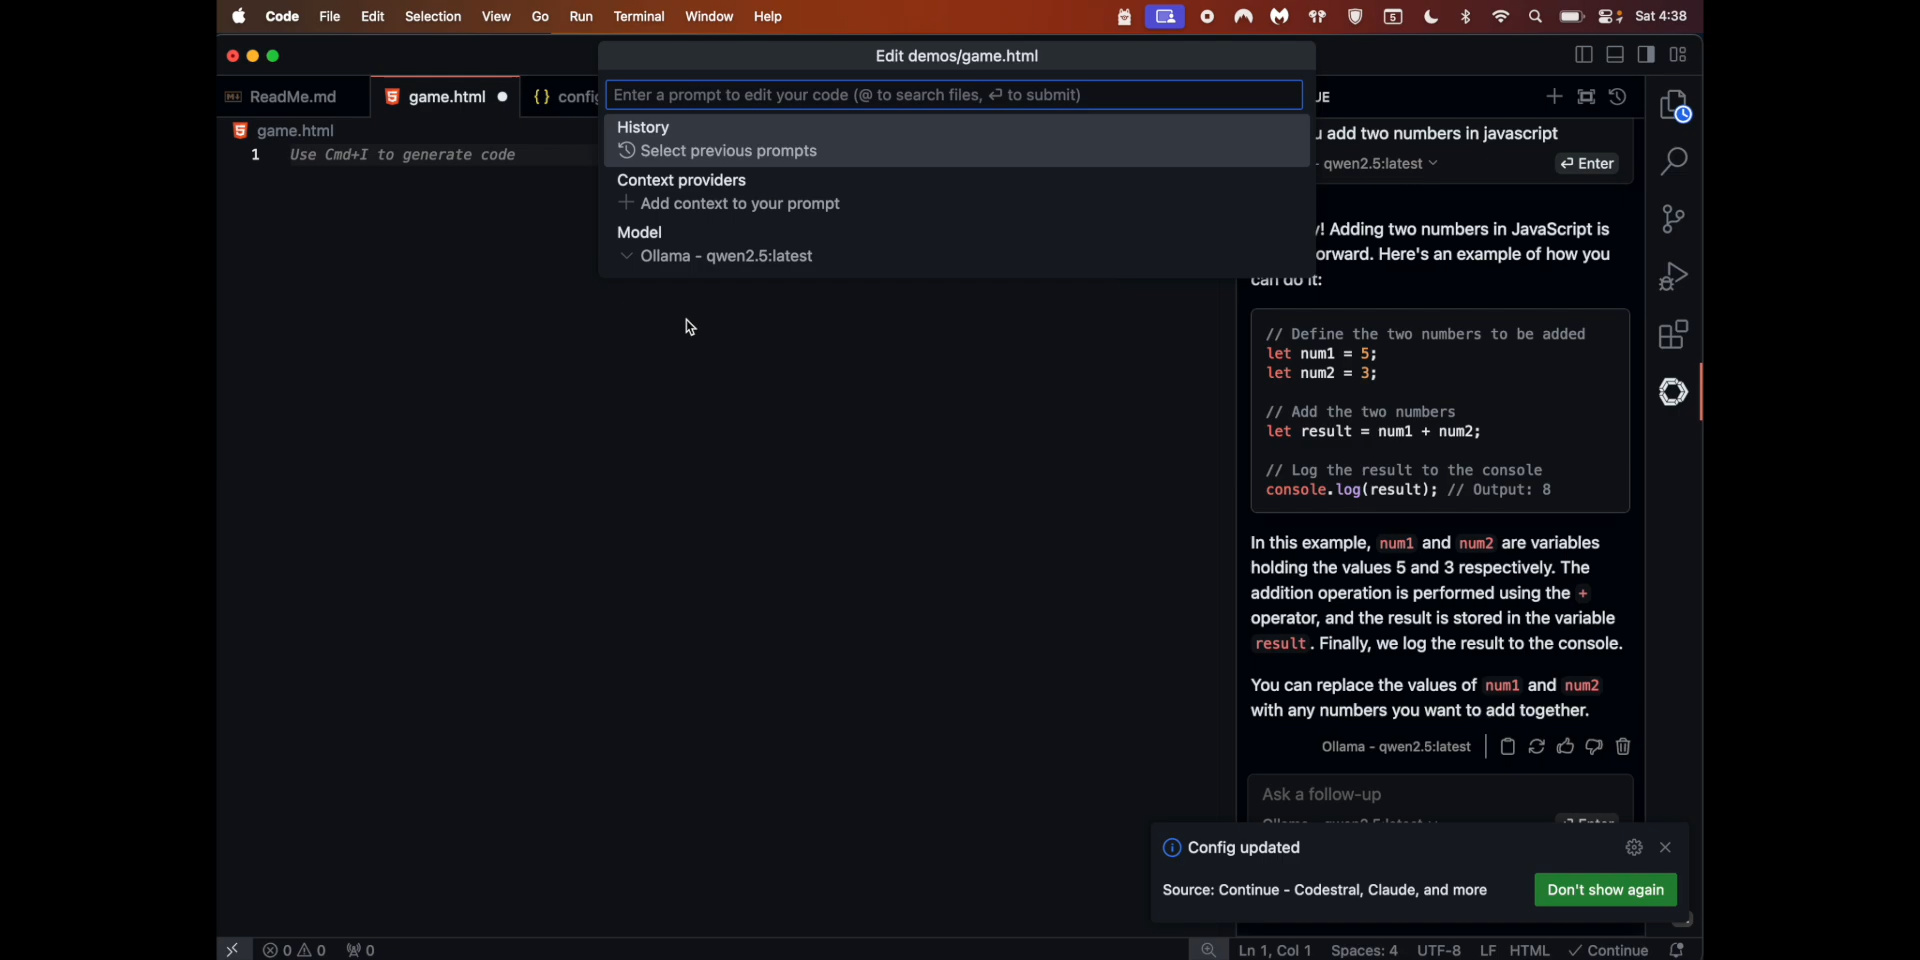 Code File Edit Selection View Go Run Terminal Window Help
5
Sat 4:38
Edit demos/game.html
ReadMe.md
game.html
{} config
game.html
1 Use Cmd+I to generate code
Enter a prompt to edit your code (@ to search files, ⏎ to submit)
History
Select previous prompts
Context providers
+ Add context to your prompt
Model
Ollama - qwen2.5:latest
UE
u add two numbers in javascript
- qwen2.5:latest
⏎ Enter
y! Adding two numbers in JavaScript is
orward. Here's an example of how you
can do it:
// Define the two numbers to be added
let num1 = 5;
let num2 = 3;
// Add the two numbers
let result = num1 + num2;
// Log the result to the console
console.log(result); // Output: 8
In this example, num1 and num2 are variables
holding the values 5 and 3 respectively. The
addition operation is performed using the +
operator, and the result is stored in the variable
result. Finally, we log the result to the console.
You can replace the values of num1 and num2
with any numbers you want to add together.
Ollama - qwen2.5:latest
Ask a follow-up
Config updated
Source: Continue - Codestral, Claude, and more
Don't show again
0 0 0
Ln 1, Col 1 Spaces: 4 UTF-8 LF HTML ✓ Continue